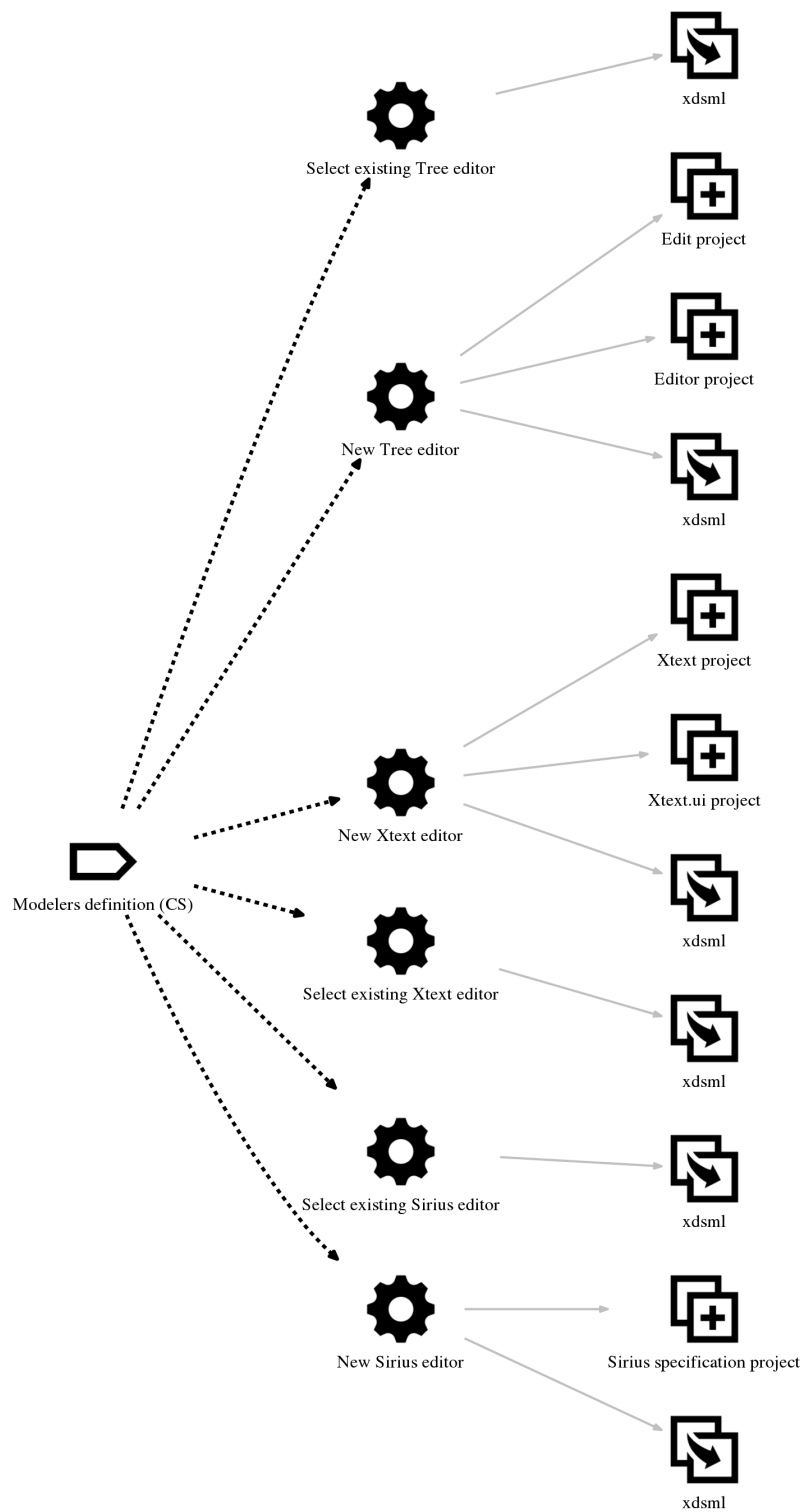 xdsml
Select existing Tree editor
Edit project
Editor project
New Tree editor
xdsml
Xtext project
Xtext.ui project
New Xtext editor
Modelers definition (CS)
xdsml
Select existing Xtext editor
xdsml
Select existing Sirius editor
xdsml
New Sirius editor
Sirius specification project
xdsml